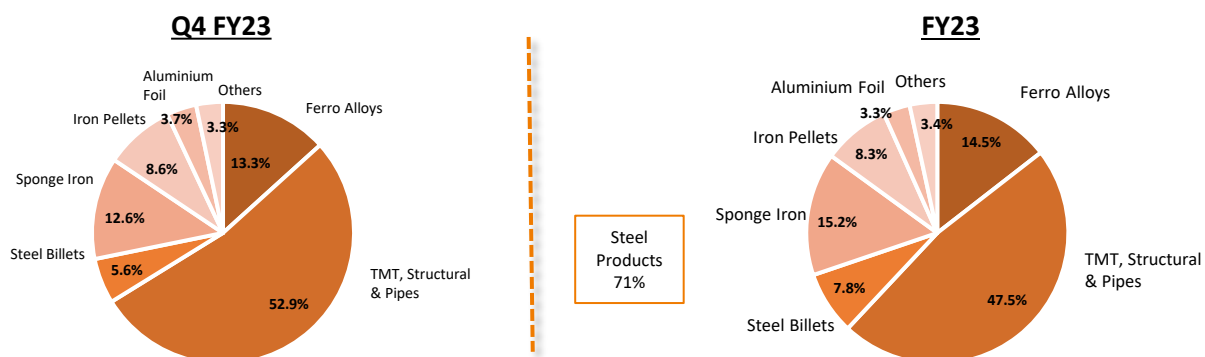 Q4 FY23
Aluminium
Foil
Others
Ferro Alloys
Iron Pellets
3.7%
3.3%
13.3%
8.6%
Sponge Iron
12.6%
Steel Billets
5.6%
TMT, Structural
& Pipes
52.9%
Steel
Products
71%
FY23
Aluminium Foil
Others
Ferro Alloys
3.3%
3.4%
Iron Pellets
14.5%
8.3%
Sponge Iron
15.2%
TMT, Structural
& Pipes
7.8%
47.5%
Steel Billets